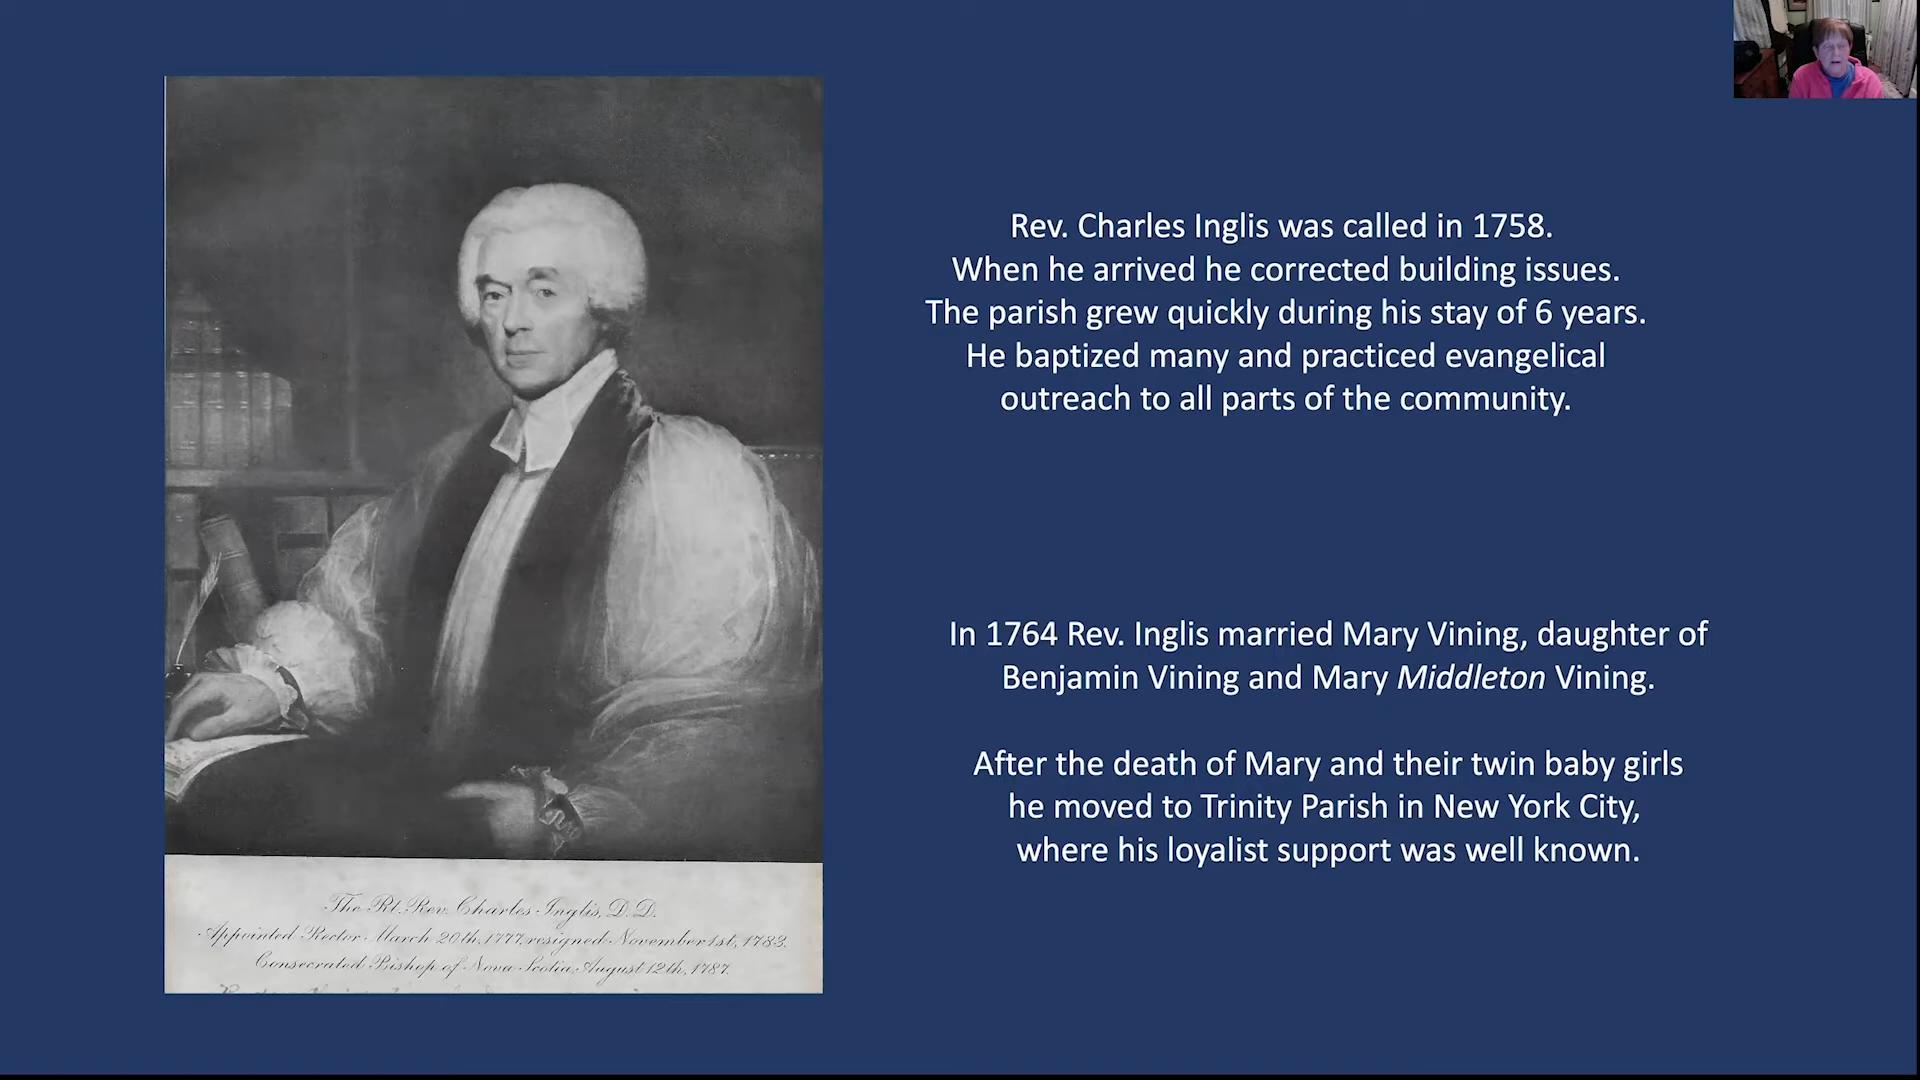 Rev. Charles Inglis was called in 1758.
When he arrived he corrected building issues.
The parish grew quickly during his stay of 6 years.
He baptized many and practiced evangelical
outreach to all parts of the community.
In 1764 Rev. Inglis married Mary Vining, daughter of
Benjamin Vining and Mary Middleton Vining.
After the death of Mary and their twin baby girls
he moved to Trinity Parish in New York City,
where his loyalist support was well known.
The Rt. Rev. Charles Inglis, D.D.
Appointed Rector March 20th, 1777, resigned November 1st, 1783.
Consecrated Bishop of Nova Scotia, August 12th, 1787.